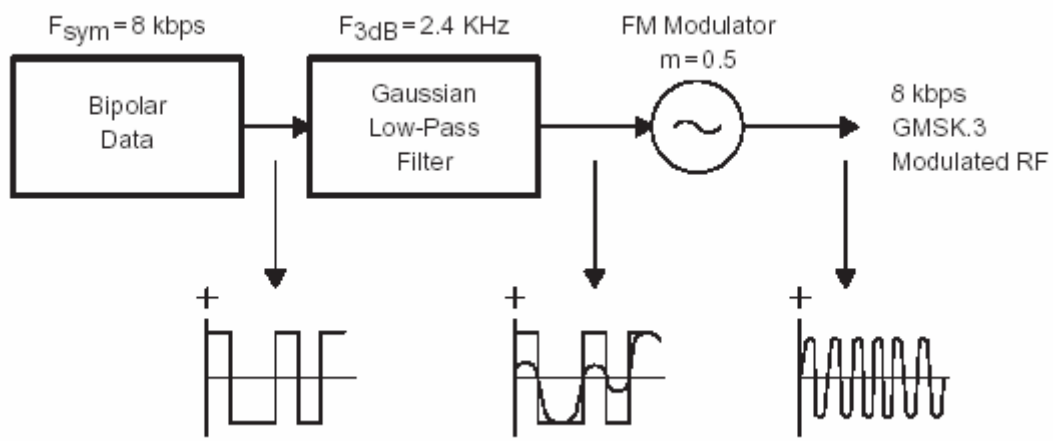 Fsym=8 kbps
F3dB=2.4 KHz
FM Modulator
m=0.5
Bipolar
Data
Gaussian
Low-Pass
Filter
8 kbps
GMSK.3
Modulated RF
+
+
+